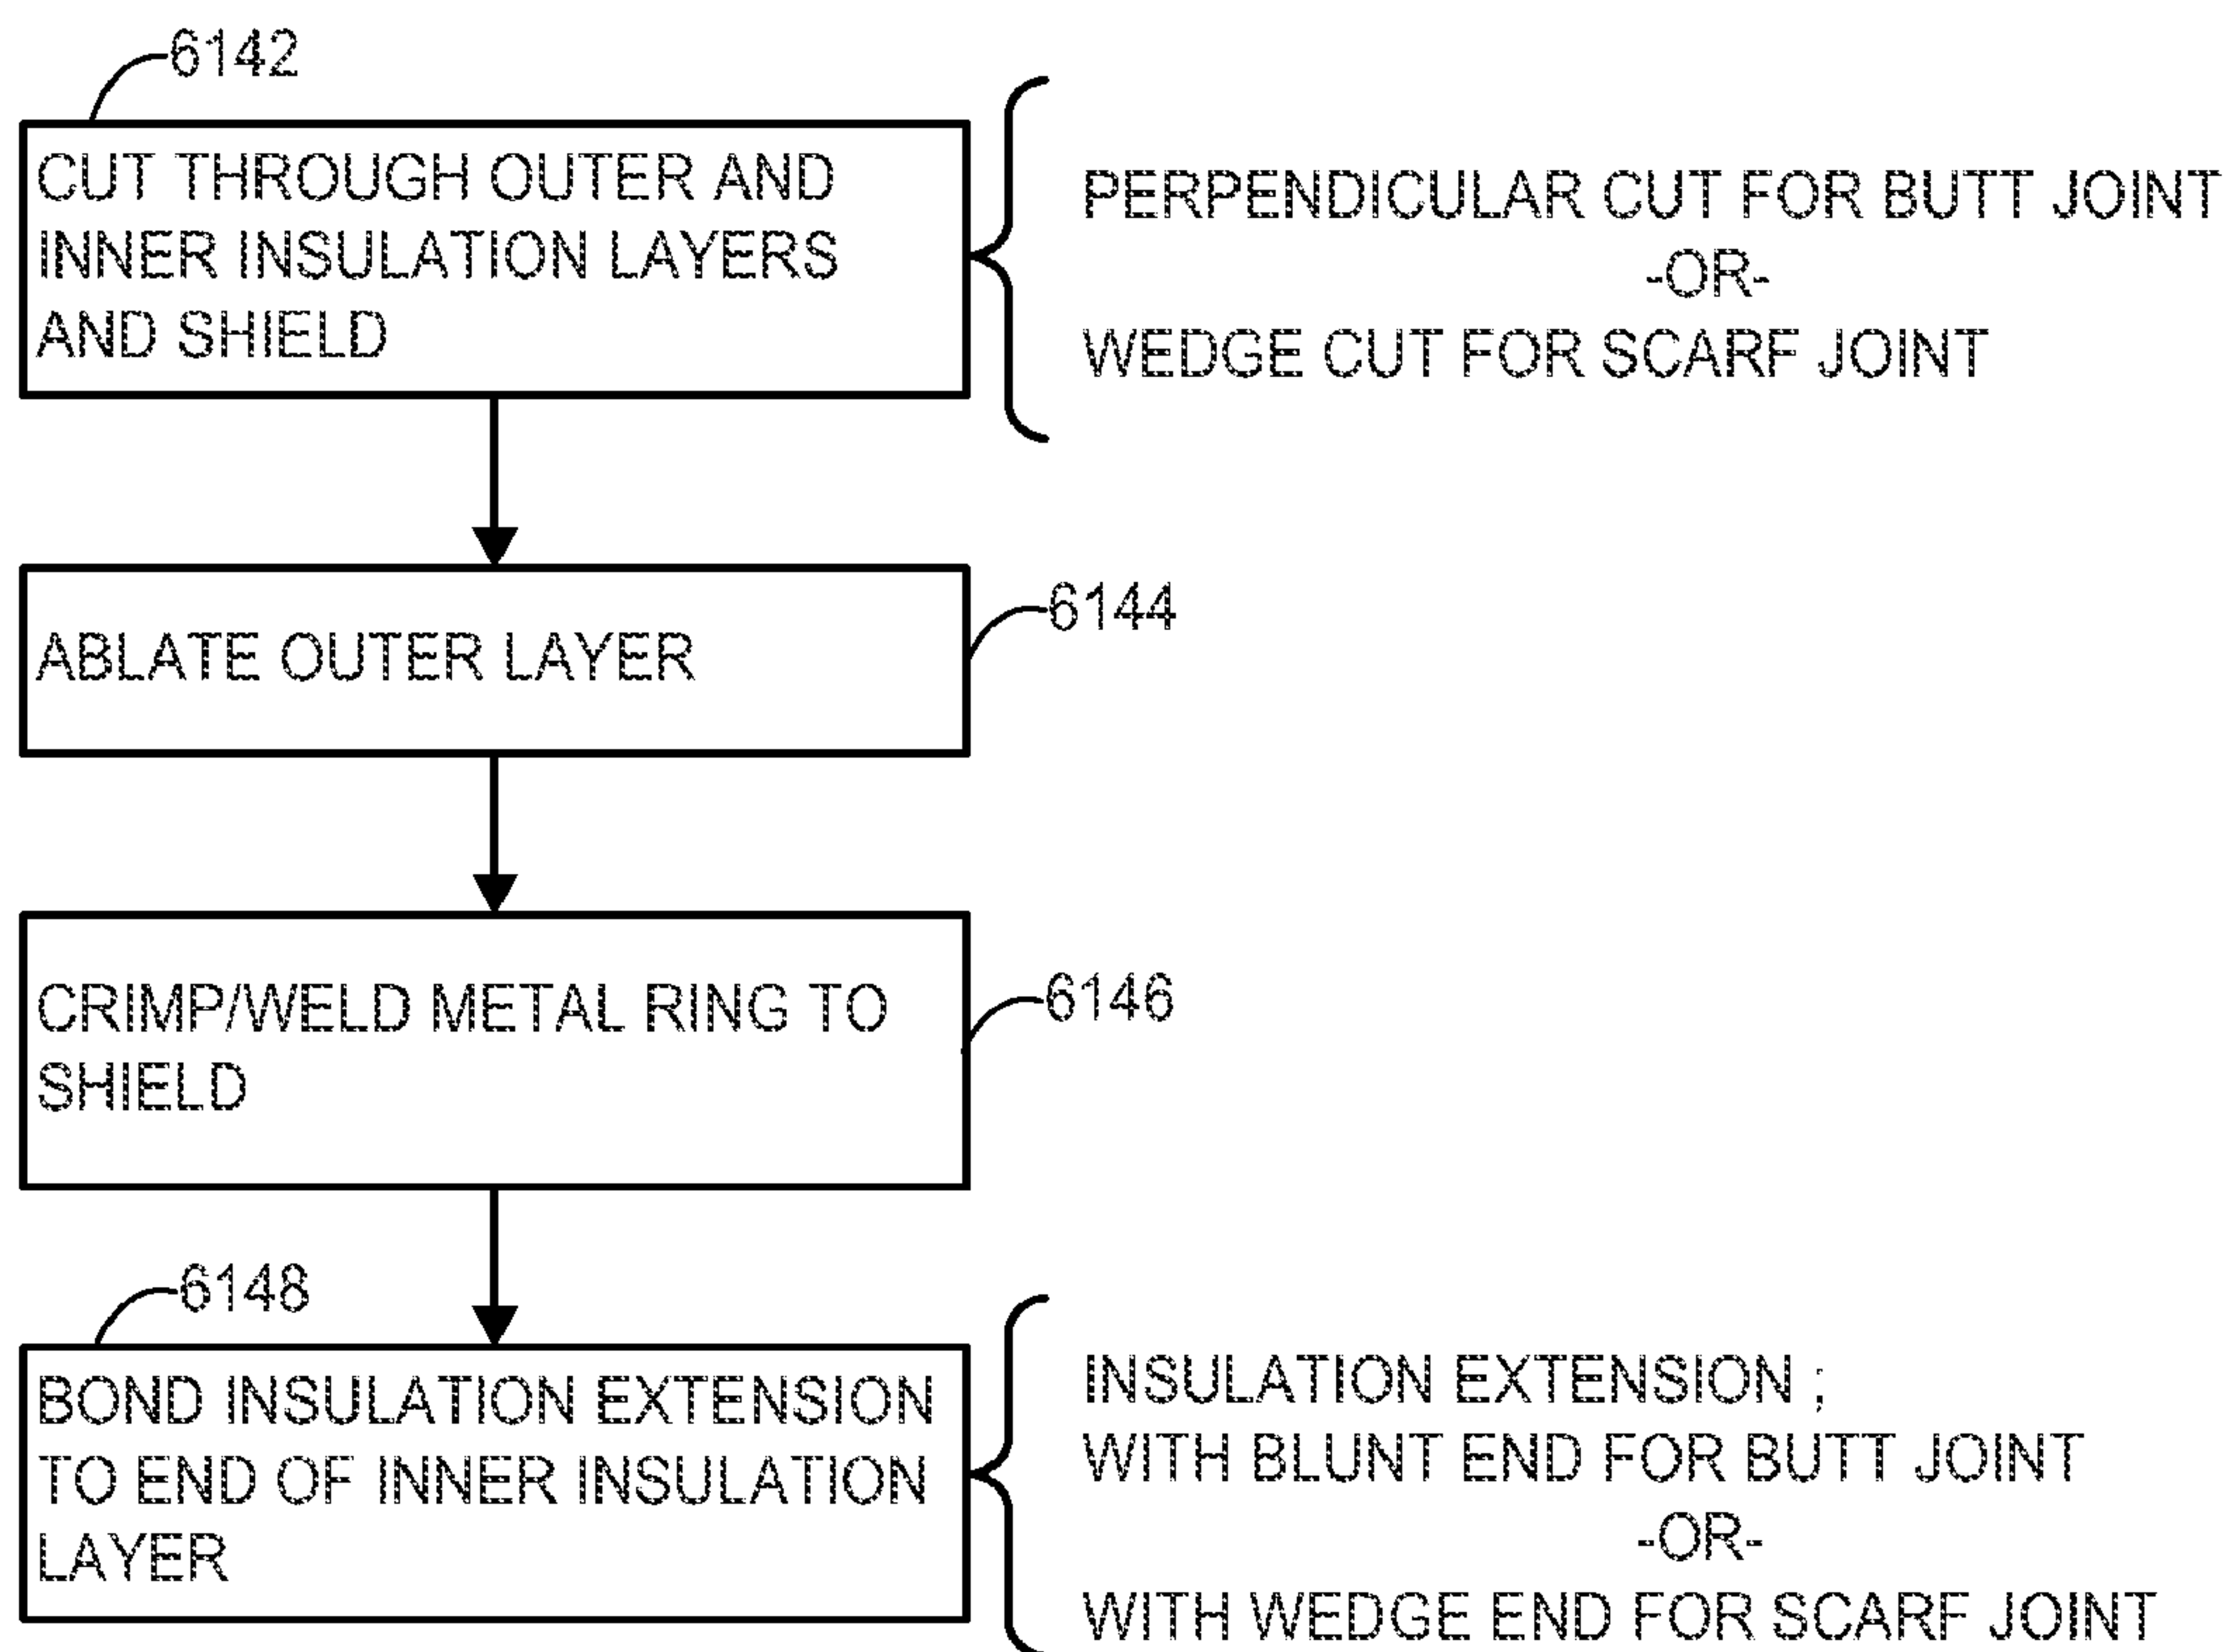 6142
CUT THROUGH OUTER AND
INNER INSULATION LAYERS
AND SHIELD
PERPENDICULAR CUT FOR BUTT JOINT
-OR-
WEDGE CUT FOR SCARF JOINT
ABLATE OUTER LAYER
6144
CRIMP/WELD METAL RING TO
SHIELD
6146
6148
BOND INSULATION EXTENSION
TO END OF INNER INSULATION
LAYER
INSULATION EXTENSION ;
WITH BLUNT END FOR BUTT JOINT
-OR-
WITH WEDGE END FOR SCARF JOINT